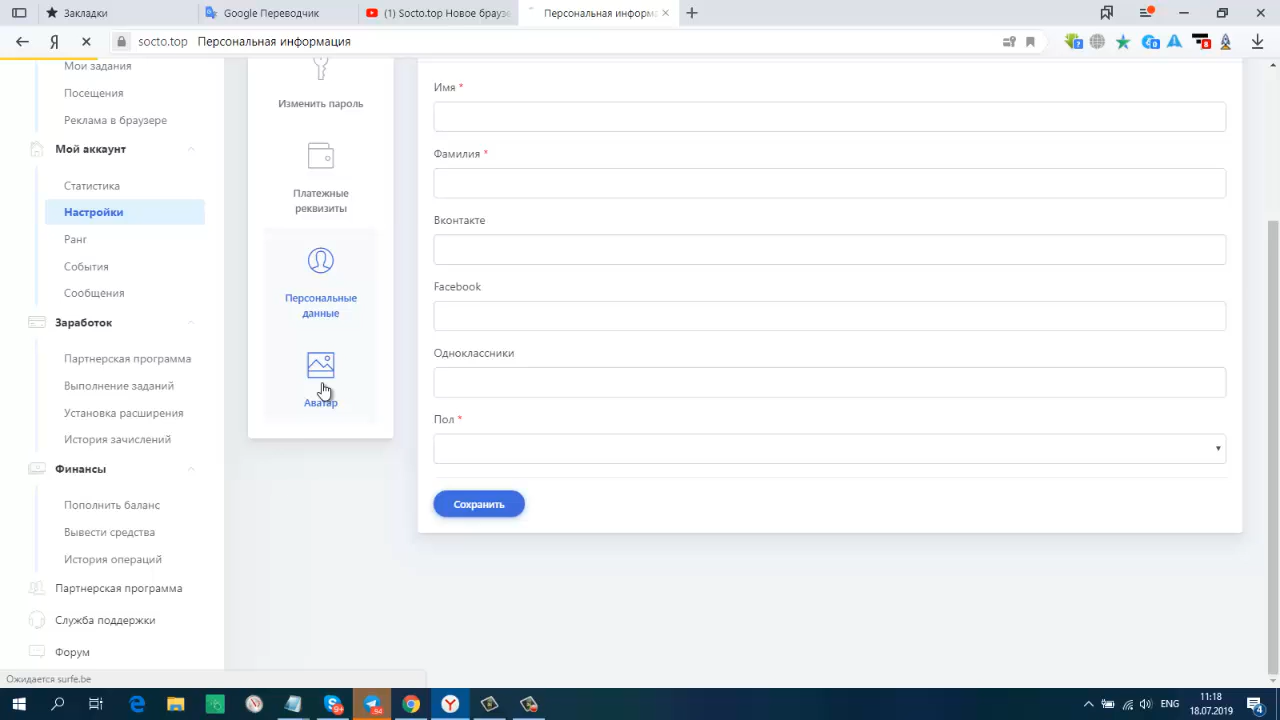 Закладки
Google Переводчик
(1) Socto.top Новое браузе
Персональная информа
socto.top Персональная информация
Мои задания
Посещения
Реклама в браузере
Мой аккаунт
Статистика
Настройки
Ранг
События
Сообщения
Заработок
Партнерская программа
Выполнение заданий
Установка расширения
История зачислений
Финансы
Пополнить баланс
Вывести средства
История операций
Партнерская программа
Служба поддержки
Форум
Изменить пароль
Платежные
реквизиты
Персональные
данные
Аватар
Имя *
Фамилия *
Вконтакте
Facebook
Одноклассники
Пол *
Сохранить
Ожидается surfe.be
ENG
11:18
18.07.2019